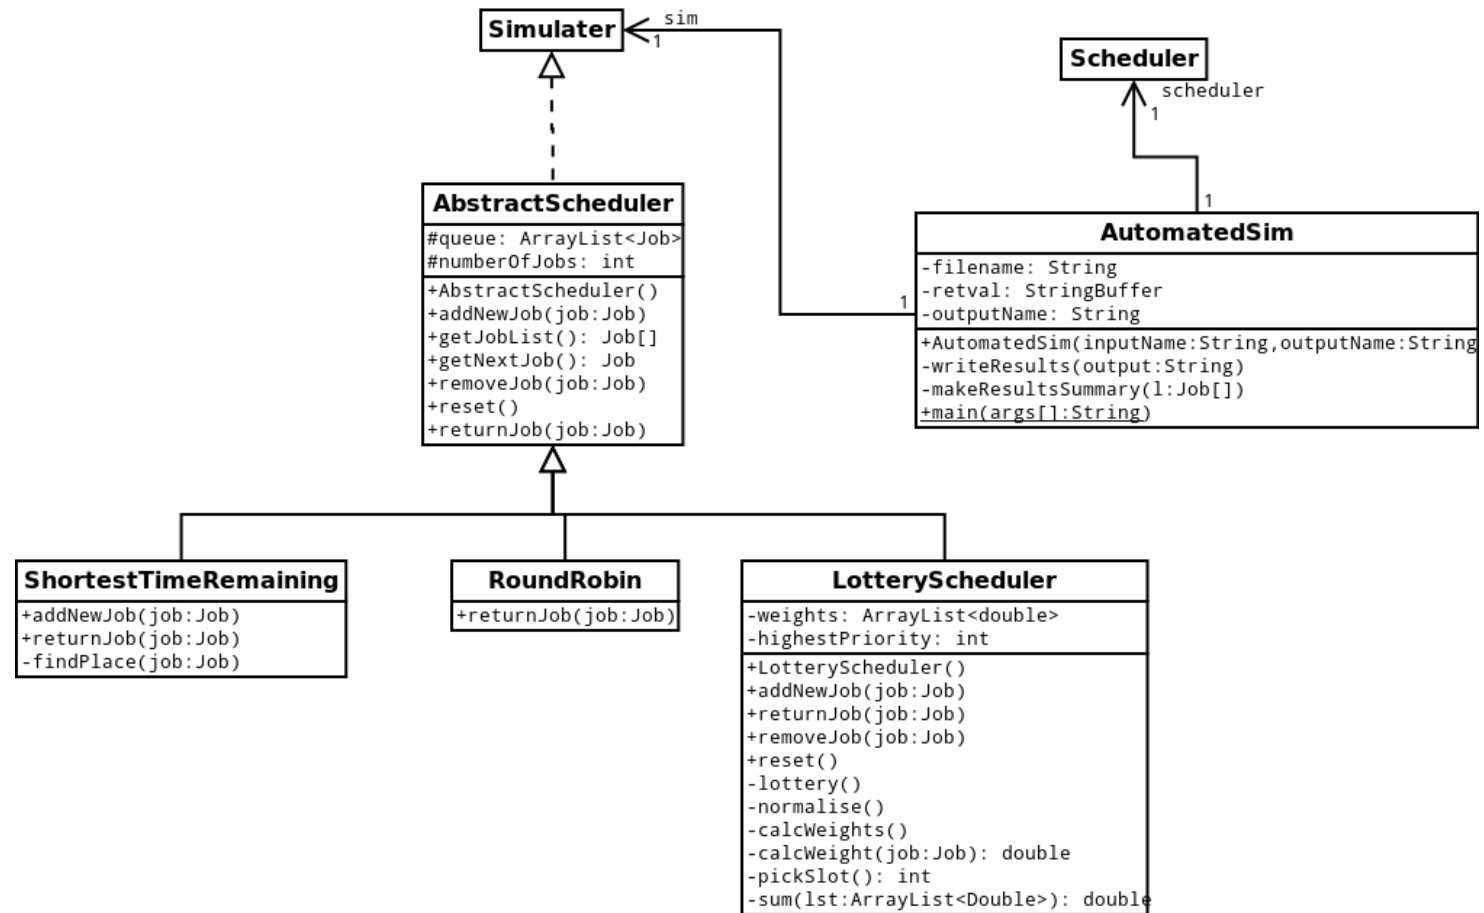 Simulater
sim
1
Scheduler
scheduler
1
AbstractScheduler
#queue: ArrayList<Job>
#numberOfJobs: int
+AbstractScheduler()
+addNewJob(job:Job)
+getJobList(): Job[]
+getNextJob(): Job
+removeJob(job:Job)
+reset()
+returnJob(job:Job)
1
1
AutomatedSim
-filename: String
-retval: StringBuffer
-outputName: String
+AutomatedSim(inputName:String,outputName:String
-writeResults(output:String)
-makeResultsSummary(l:Job[])
+main(args[]:String)
ShortestTimeRemaining
+addNewJob(job:Job)
+returnJob(job:Job)
-findPlace(job:Job)
RoundRobin
+returnJob(job:Job)
LotteryScheduler
-weights: ArrayList<double>
-highestPriority: int
+LotteryScheduler()
+addNewJob(job:Job)
+returnJob(job:Job)
+removeJob(job:Job)
+reset()
-lottery()
-normalise()
-calcWeights()
-calcWeight(job:Job): double
-pickSlot(): int
-sum(lst:ArrayList<Double>): double